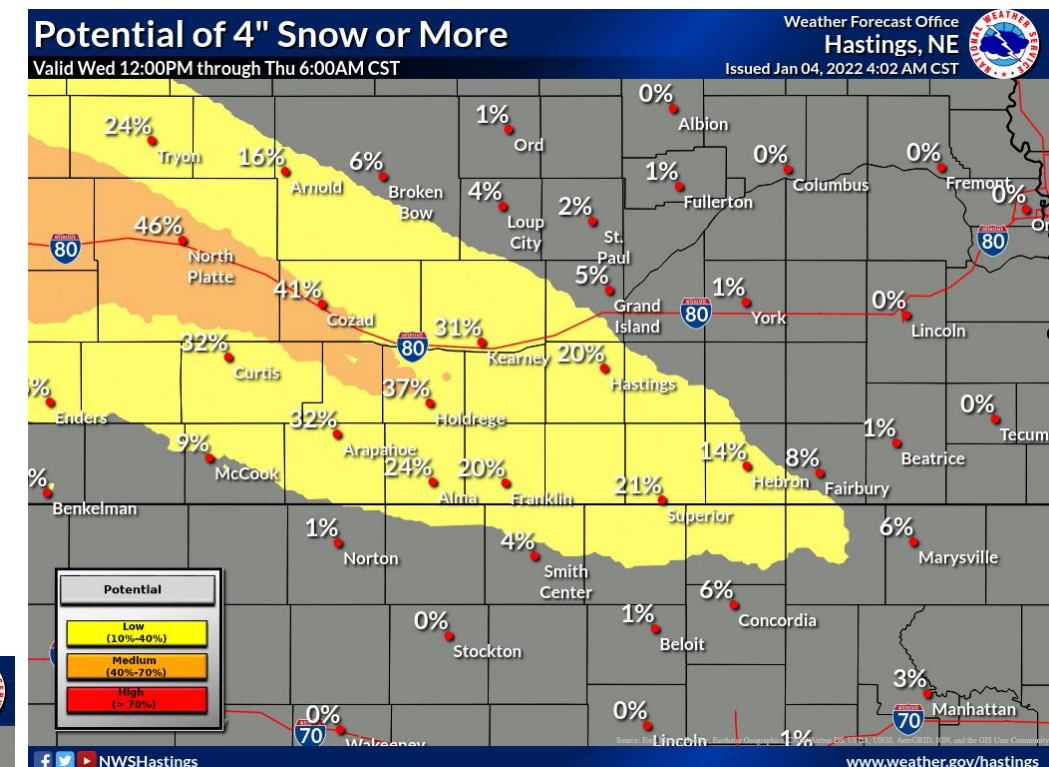 Potential of 4" Snow or More
Valid Wed 12:00PM through Thu 6:00AM CST
Weather Forecast Office
Hastings, NE
Issued Jan 04, 2022 4:02 AM CST
NATIONAL WEATHER SERVICE
0%
Albion
1%
Ord
24%
Tryon
16%
Arnold
6%
Broken
Bow
1%
Fullerton
0%
Columbus
0%
Fremont
0%
4%
Loup
City
2%
St.
Paul
80
46%
North
Platte
80
5%
Grand
Island
41%
Cozad
80
1%
York
0%
Lincoln
32%
Curtis
80
31%
Kearney
20%
Hastings
Enders
37%
Holdrege
0%
Tecum
32%
Arapahoe
1%
Beatrice
9%
McCook
24%
Alma
20%
Franklin
14%
Hebron
8%
Fairbury
Benkelman
21%
Superior
1%
Norton
4%
Smith
Center
6%
Marysville
6%
Concordia
0%
Stockton
1%
Beloit
3%
Manhattan
70
0%
Wakeeney
70
0%
Lincoln
1%
Potential
Low
(10%-40%)
Medium
(40%-70%)
High
(> 70%)
NWSHastings
www.weather.gov/hastings